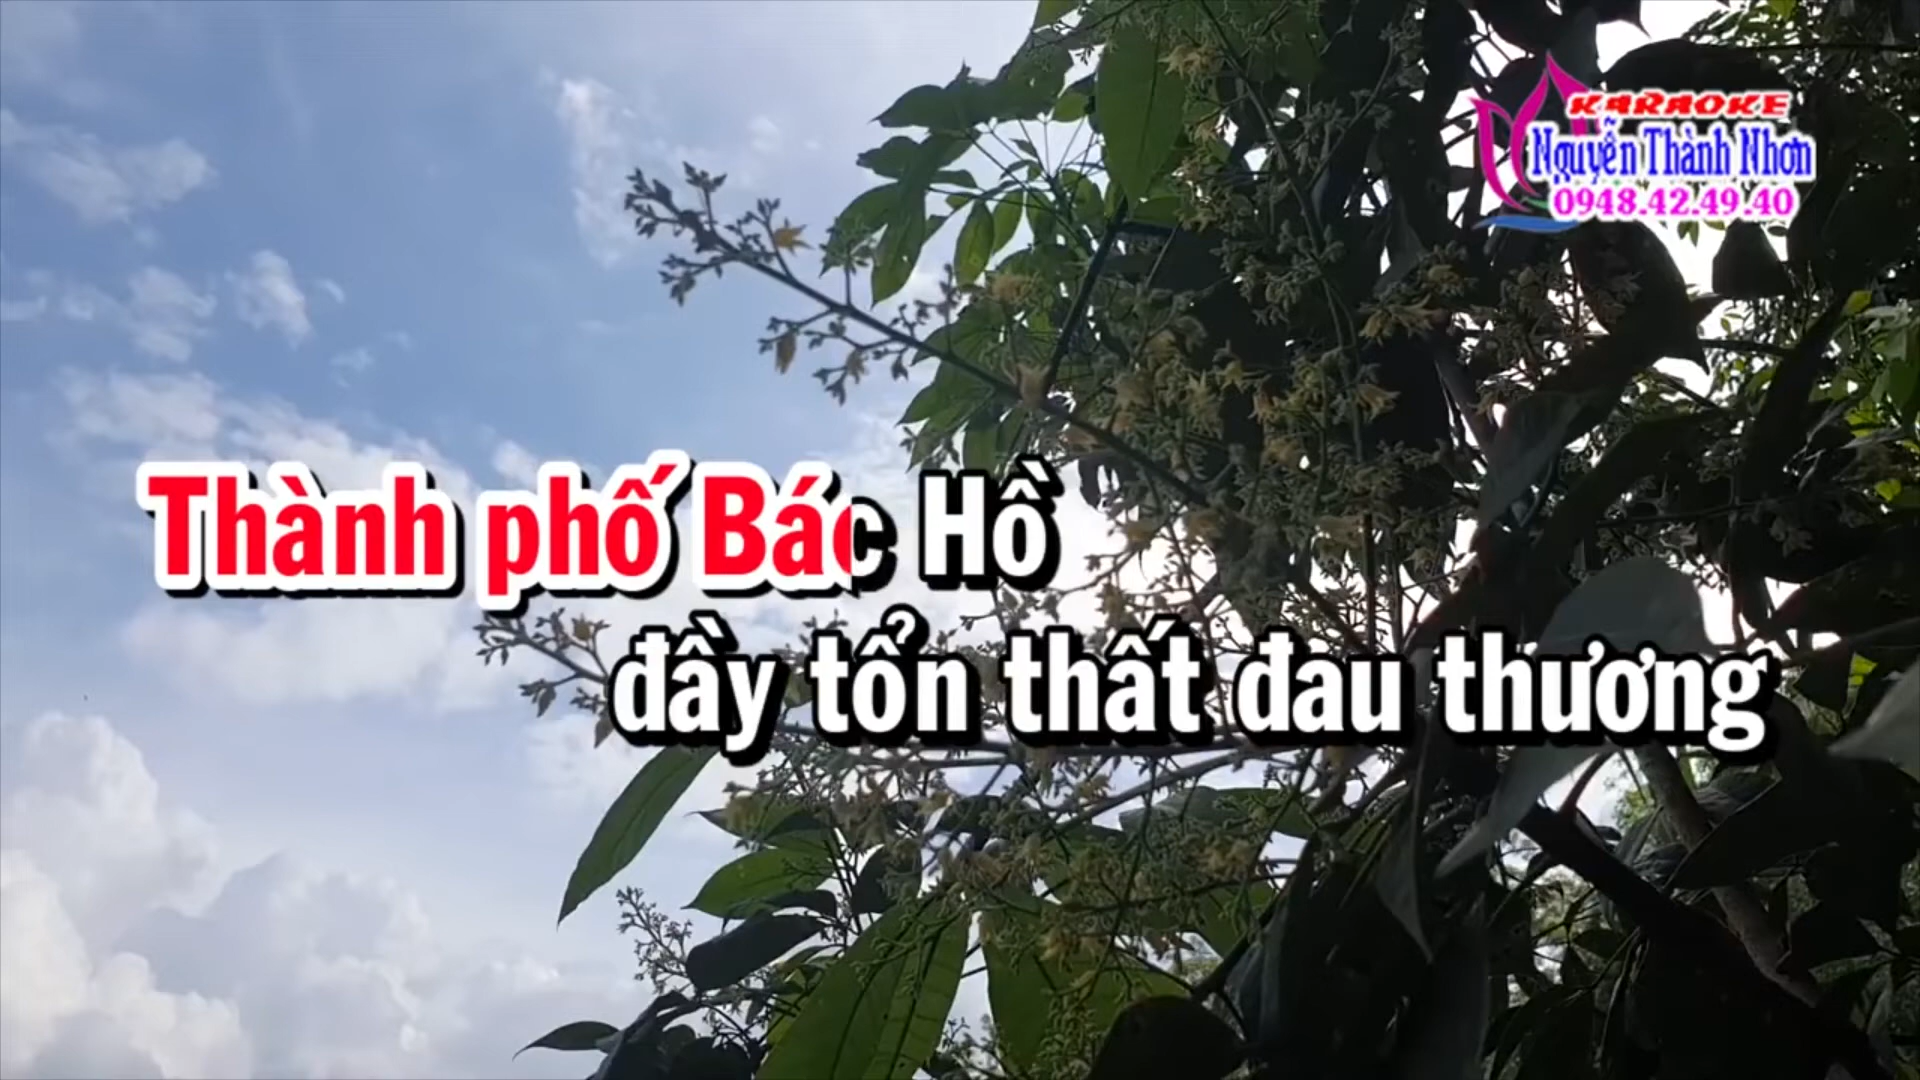 KARAOKE
Nguyễn Thành Nhơn
0948.42.49.40
Thành phố Bác Hồ
đầy tổn thất đau thương